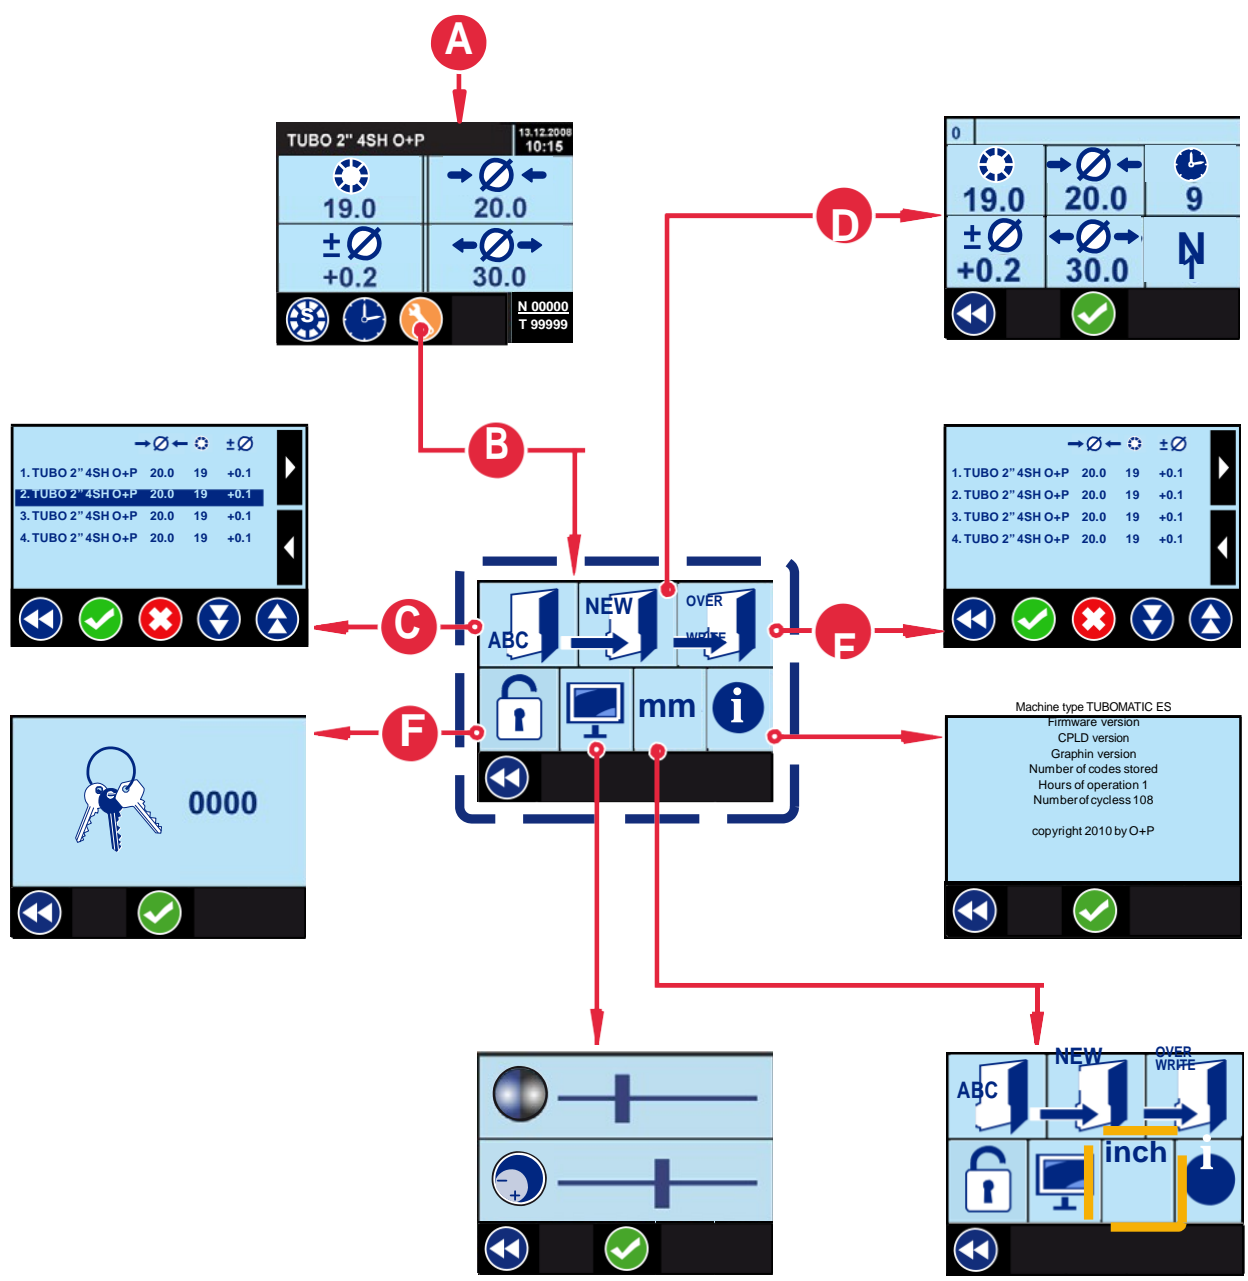 A
TUBO 2" 4SH O+P
13.12.2008
10:15
19.0
20.0
+0.2
30.0
S
N 00000
T 99999
0
19.0
20.0
9
+0.2
30.0
N
D
B
1. TUBO 2" 4SH O+P 20.0 19 +0.1
2. TUBO 2" 4SH O+P 20.0 19 +0.1
3. TUBO 2" 4SH O+P 20.0 19 +0.1
4. TUBO 2" 4SH O+P 20.0 19 +0.1
1. TUBO 2" 4SH O+P 20.0 19 +0.1
2. TUBO 2" 4SH O+P 20.0 19 +0.1
3. TUBO 2" 4SH O+P 20.0 19 +0.1
4. TUBO 2" 4SH O+P 20.0 19 +0.1
C
ABC
NEW
OVER
WRITE
E
F
mm
i
0000
Machine type TUBOMATIC ES
Firmware version
CPLD version
Graphin version
Number of codes stored
Hours of operation 1
Number of cycless 108
copyright 2010 by O+P
ABC
NEW
OVER
WRITE
inch
i